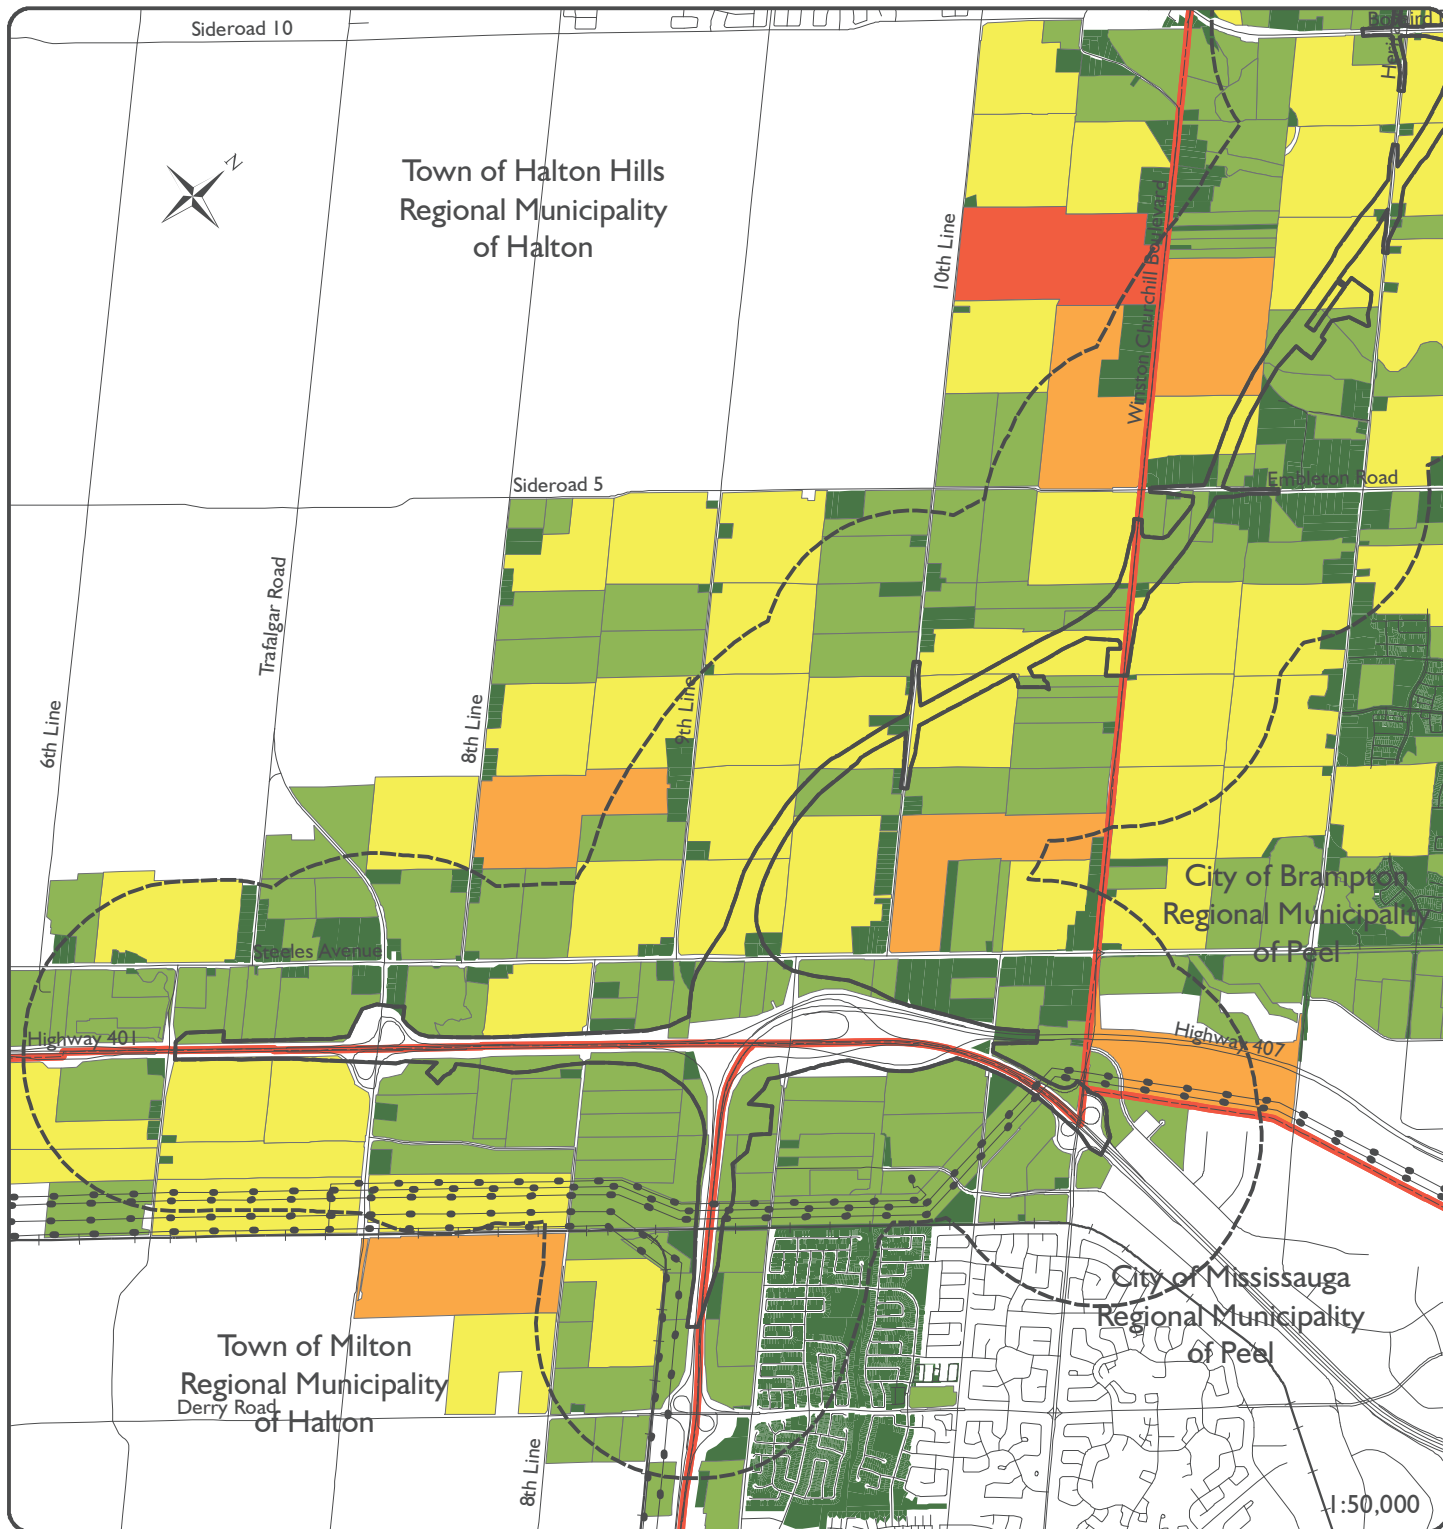 Sideroad 10
N
Town of Halton Hills
Regional Municipality
of Halton
10th Line
Winston Churchill Boulevard
Sideroad 5
Embleton Road
Trafalgar Road
6th Line
8th Line
9th Line
City of Brampton
Regional Municipality
of Peel
Steeles Avenue
Highway 401
Highway 407
City of Mississauga
Regional Municipality
of Peel
Town of Milton
Regional Municipality
of Halton
Derry Road
8th Line
1:50,000